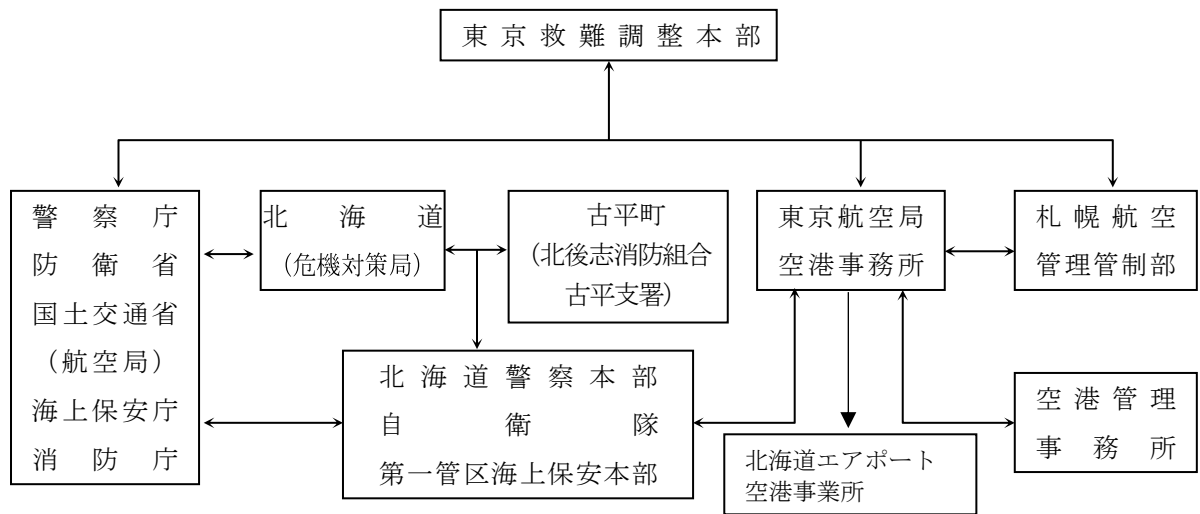 東京救難調整本部
警察庁
防衛省
国土交通省
（航空局）
海上保安庁
消防庁
北海道
（危機対策局）
古平町
（北後志消防組合
古平支署）
東京航空局
空港事務所
札幌航空
管理管制部
北海道警察本部
自衛隊
第一管区海上保安本部
北海道エアポート
空港事業所
空港管理
事務所